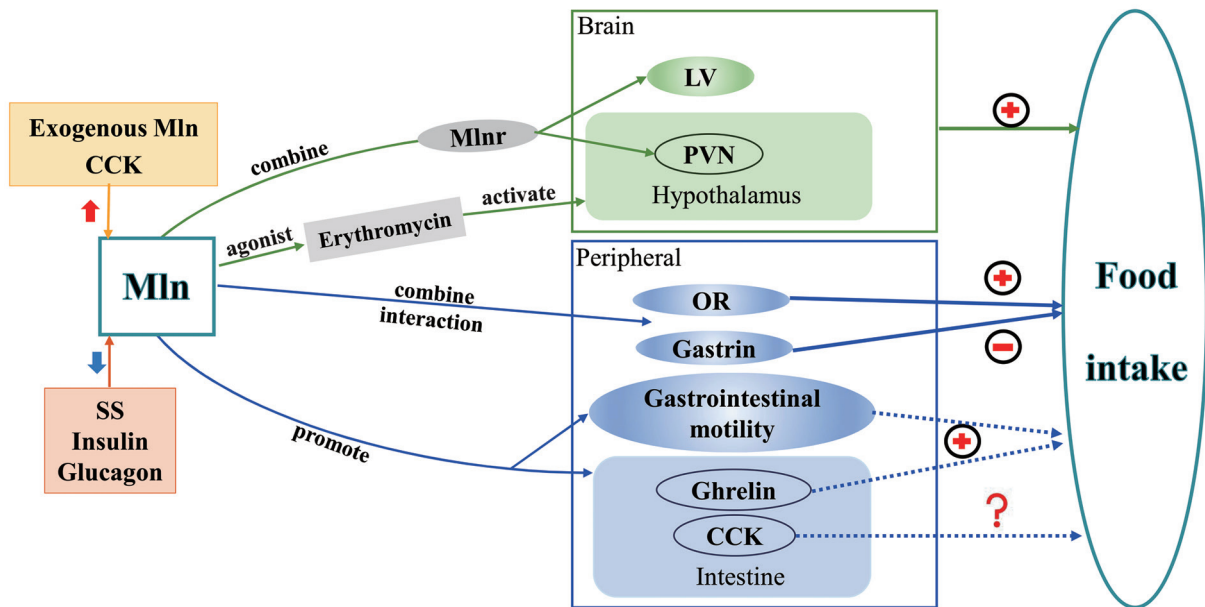 Exogenous Mln
CCK
Mln
SS
Insulin
Glucagon
combine
Mlnr
agonist
Erythromycin
activate
combine
interaction
promote
Brain
LV
PVN
Hypothalamus
Peripheral
OR
Gastrin
Gastrointestinal
motility
Ghrelin
CCK
Intestine
+
+
−
+
?
Food
intake